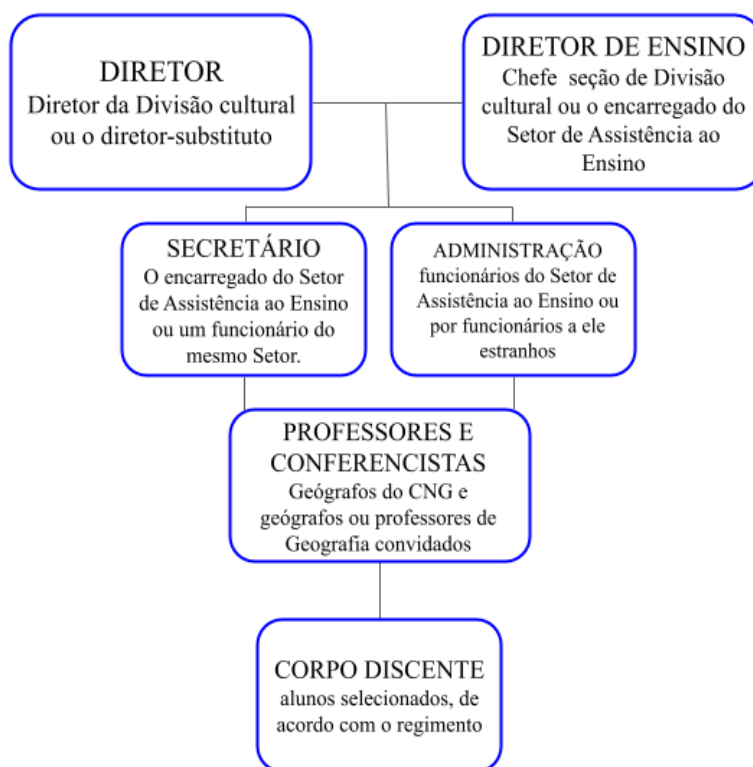 DIRETOR
Diretor da Divisão cultural
ou o diretor-substituto
DIRETOR DE ENSINO
Chefe seção de Divisão
cultural ou o encarregado do
Setor de Assistência ao
Ensino
SECRETÁRIO
O encarregado do Setor
de Assistência ao Ensino
ou um funcionário do
mesmo Setor.
ADMINISTRAÇÃO
funcionários do Setor de
Assistência ao Ensino ou
por funcionários a ele
estranhos
PROFESSORES E
CONFERENCISTAS
Geógrafos do CNG e
geógrafos ou professores de
Geografia convidados
CORPO DISCENTE
alunos selecionados, de
acordo com o regimento